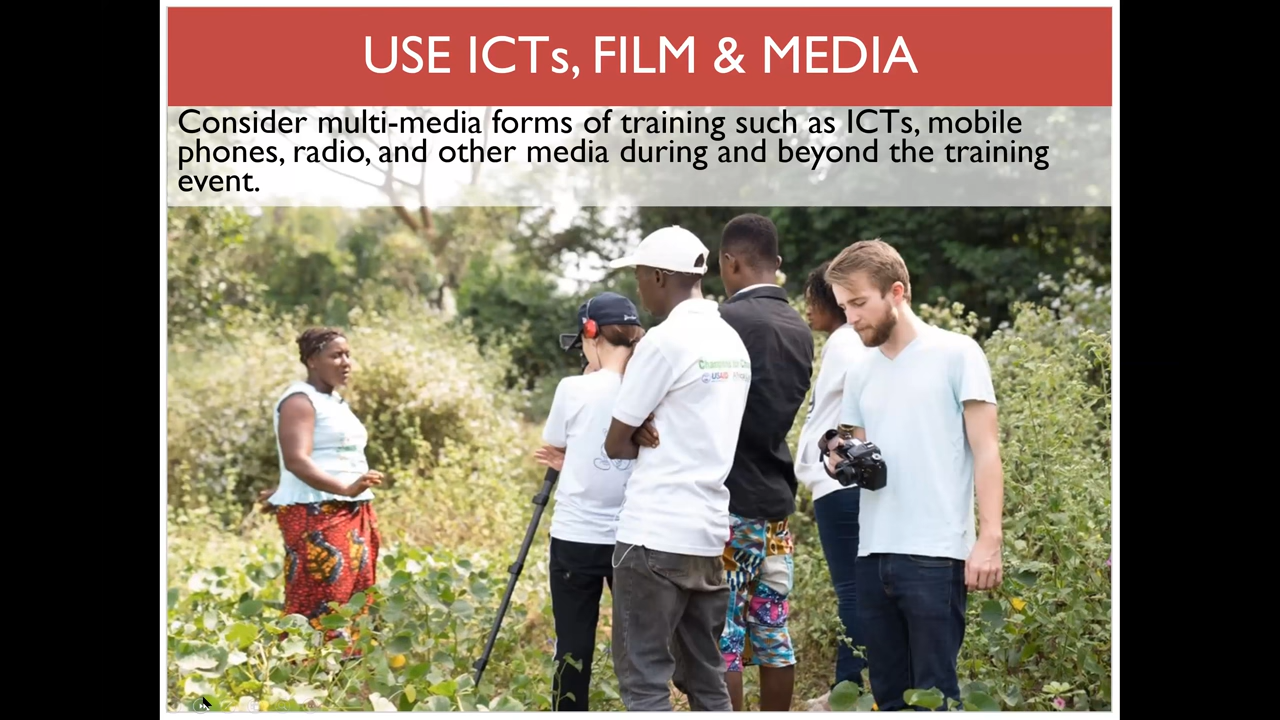 USE ICTs, FILM & MEDIA
Consider multi-media forms of training such as ICTs, mobile
phones, radio, and other media during and beyond the training
event.
USAID